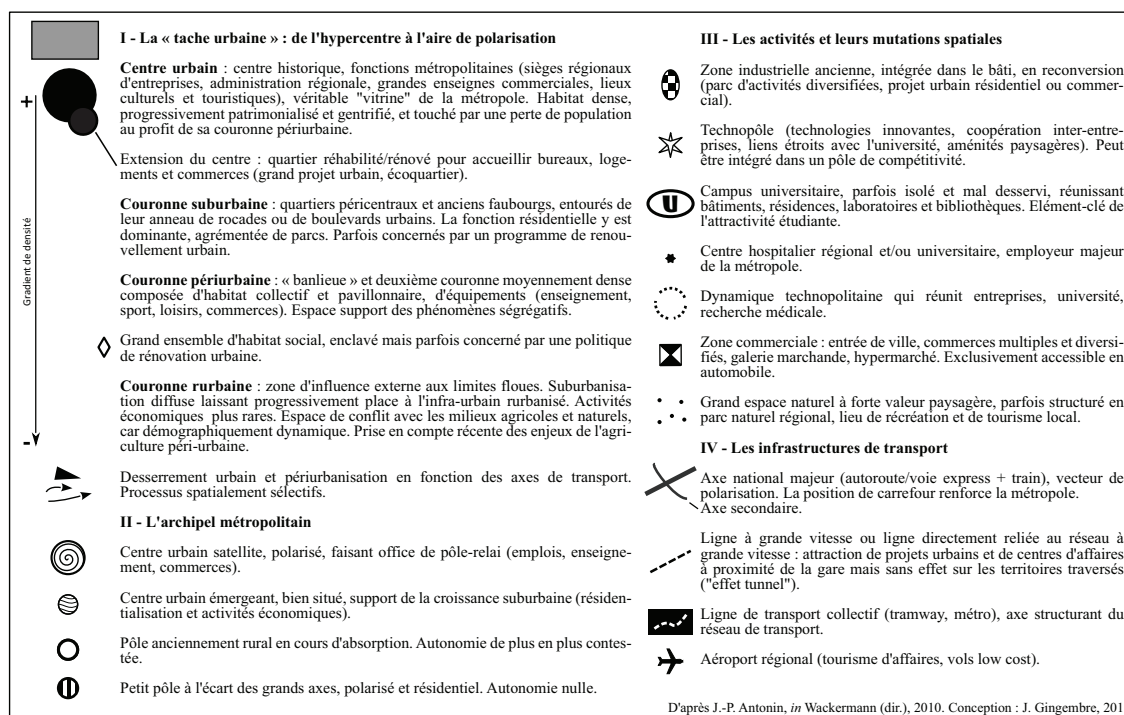 I - La « tache urbaine » : de l'hypercentre à l'aire de polarisation
Centre urbain : centre historique, fonctions métropolitaines (sièges régionaux
d'entreprises, administration régionale, grandes enseignes commerciales, lieux
culturels et touristiques), véritable "vitrine" de la métropole. Habitat dense,
progressivement patrimonialisé et gentrifié, et touché par une perte de population
au profit de sa couronne périurbaine.
Extension du centre : quartier réhabilité/rénové pour accueillir bureaux, loge-
ments et commerces (grand projet urbain, écoquartier).
Couronne suburbaine : quartiers péricentraux et anciens faubourgs, entourés de
leur anneau de rocades ou de boulevards urbains. La fonction résidentielle y est
dominante, agrémentée de parcs. Parfois concernés par un programme de renou-
vellement urbain.
Couronne périurbaine : « banlieue » et deuxième couronne moyennement dense
composée d'habitat collectif et pavillonnaire, d'équipements (enseignement,
sport, loisirs, commerces). Espace support des phénomènes ségrégatifs.
Grand ensemble d'habitat social, enclavé mais parfois concerné par une politique
de rénovation urbaine.
Couronne rurbaine : zone d'influence externe aux limites floues. Suburbanisa-
tion diffuse laissant progressivement place à l'infra-urbain rurbanisé. Activités
économiques plus rares. Espace de conflit avec les milieux agricoles et naturels,
car démographiquement dynamique. Prise en compte récente des enjeux de l'agri-
culture péri-urbaine.
+
Gradient de densité
-
Desserrement urbain et périurbanisation en fonction des axes de transport.
Processus spatialement sélectifs.
II - L'archipel métropolitain
Centre urbain satellite, polarisé, faisant office de pôle-relai (emplois, enseigne-
ment, commerces).
Centre urbain émergeant, bien situé, support de la croissance suburbaine (résiden-
tialisation et activités économiques).
Pôle anciennement rural en cours d'absorption. Autonomie de plus en plus contes-
tée.
Petit pôle à l'écart des grands axes, polarisé et résidentiel. Autonomie nulle.
III - Les activités et leurs mutations spatiales
Zone industrielle ancienne, intégrée dans le bâti, en reconversion
(parc d'activités diversifiées, projet urbain résidentiel ou commer-
cial).
Technopôle (technologies innovantes, coopération inter-entre-
prises, liens étroits avec l'université, aménités paysagères). Peut
être intégré dans un pôle de compétitivité.
U
Campus universitaire, parfois isolé et mal desservi, réunissant
bâtiments, résidences, laboratoires et bibliothèques. Elément-clé de
l'attractivité étudiante.
Centre hospitalier régional et/ou universitaire, employeur majeur
de la métropole.
Dynamique technopolitaine qui réunit entreprises, université,
recherche médicale.
Zone commerciale : entrée de ville, commerces multiples et diversi-
fiés, galerie marchande, hypermarché. Exclusivement accessible en
automobile.
Grand espace naturel à forte valeur paysagère, parfois structuré en
parc naturel régional, lieu de récréation et de tourisme local.
IV - Les infrastructures de transport
Axe national majeur (autoroute/voie express + train), vecteur de
polarisation. La position de carrefour renforce la métropole.
Axe secondaire.
Ligne à grande vitesse ou ligne directement reliée au réseau à
grande vitesse : attraction de projets urbains et de centres d'affaires
à proximité de la gare mais sans effet sur les territoires traversés
("effet tunnel").
Ligne de transport collectif (tramway, métro), axe structurant du
réseau de transport.
Aéroport régional (tourisme d'affaires, vols low cost).
D'après J.-P. Antonin, in Wackermann (dir.), 2010. Conception : J. Gingembre, 201